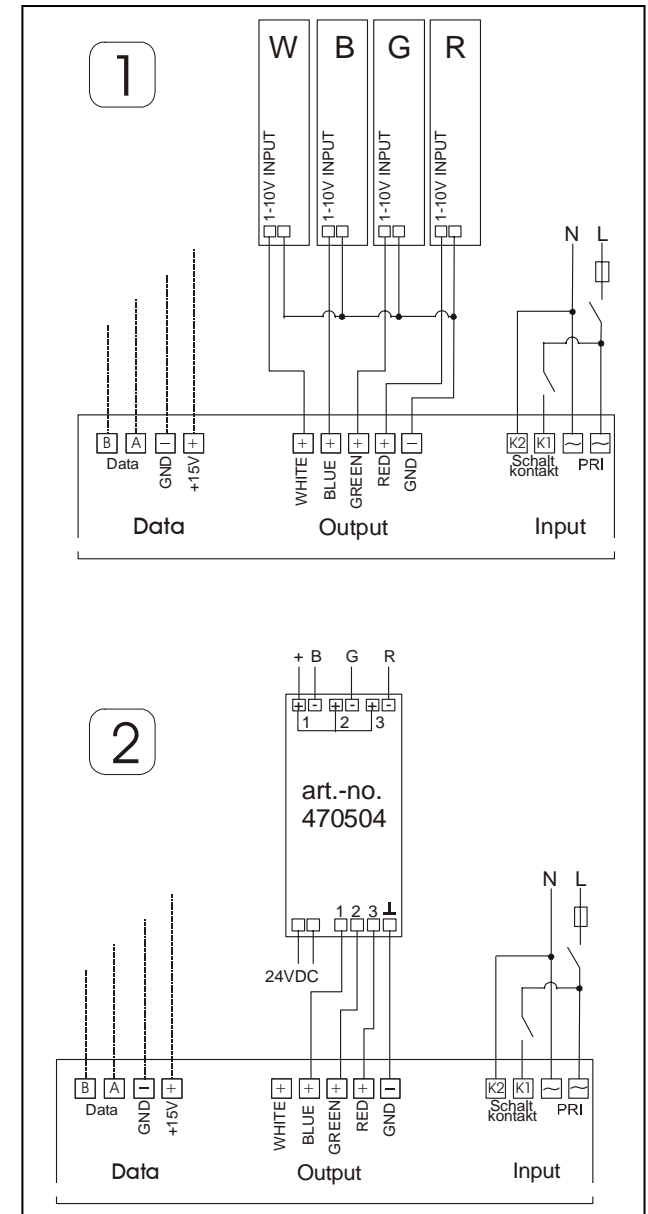 1
W B G R
1-10V INPUT
1-10V INPUT
1-10V INPUT
1-10V INPUT
N L
B A − +
Data
GND
+15V
+ + + + −
WHITE
BLUE
GREEN
RED
GND
K2 K1 ~ ~
Schalt
kontakt
PRI
Data Output Input
2
+ B G R
+ - + - + -
1 2 3
art.-no.
470504
1 2 3 ⊥
24VDC
N L
B A − +
Data
GND
+15V
+ + + + −
WHITE
BLUE
GREEN
RED
GND
K2 K1 ~ ~
Schalt
kontakt
PRI
Data Output Input